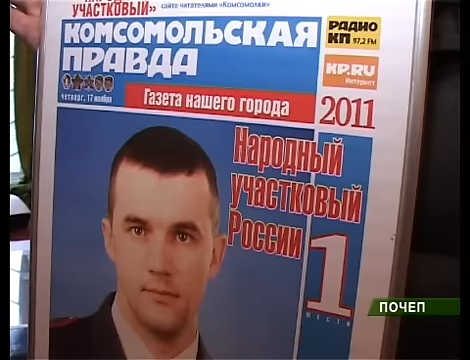 УЧАСТКОВЫЙ»
сайте читателями «Комсомолки»
КОМСОМОЛЬСКАЯ
ПРАВДА
РАДИО
КП 97,2 FM
KP.RU
Интернет
четверг, 17 ноября
Газета нашего города
2011
Народный
участковый
России
1
МЕСТО
ПОЧЕП